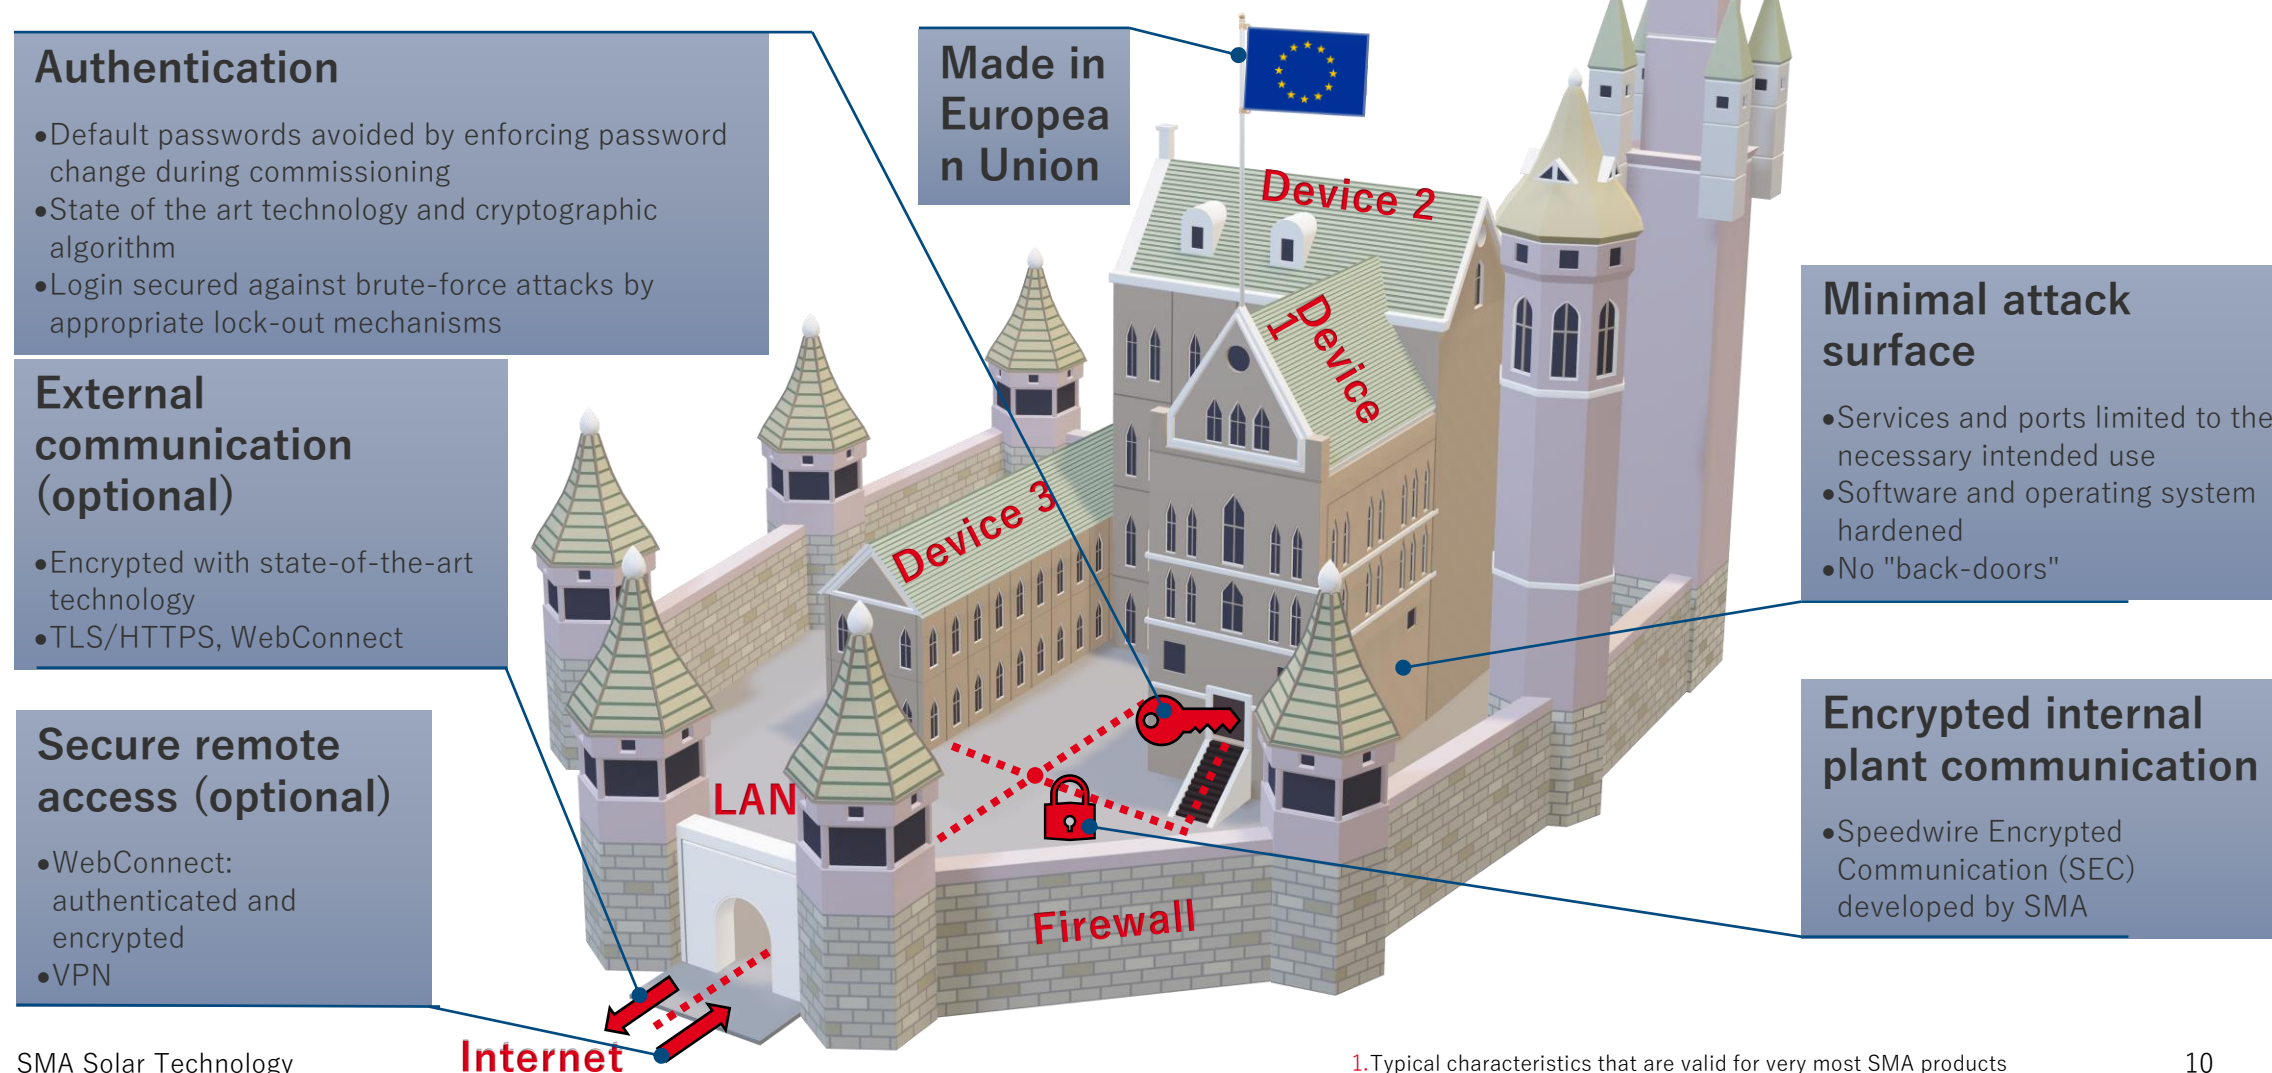 Authentication
•Default passwords avoided by enforcing password
change during commissioning
•State of the art technology and cryptographic
algorithm
•Login secured against brute-force attacks by
appropriate lock-out mechanisms
External
communication
(optional)
•Encrypted with state-of-the-art
technology
•TLS/HTTPS, WebConnect
Secure remote
access (optional)
•WebConnect:
authenticated and
encrypted
•VPN
Made in
Europea
n Union
Device 2
Device
1
Device 3
LAN
Firewall
Internet
Minimal attack
surface
•Services and ports limited to the
necessary intended use
•Software and operating system
hardened
•No "back-doors"
Encrypted internal
plant communication
•Speedwire Encrypted
Communication (SEC)
developed by SMA
SMA Solar Technology
1.Typical characteristics that are valid for very most SMA products
10